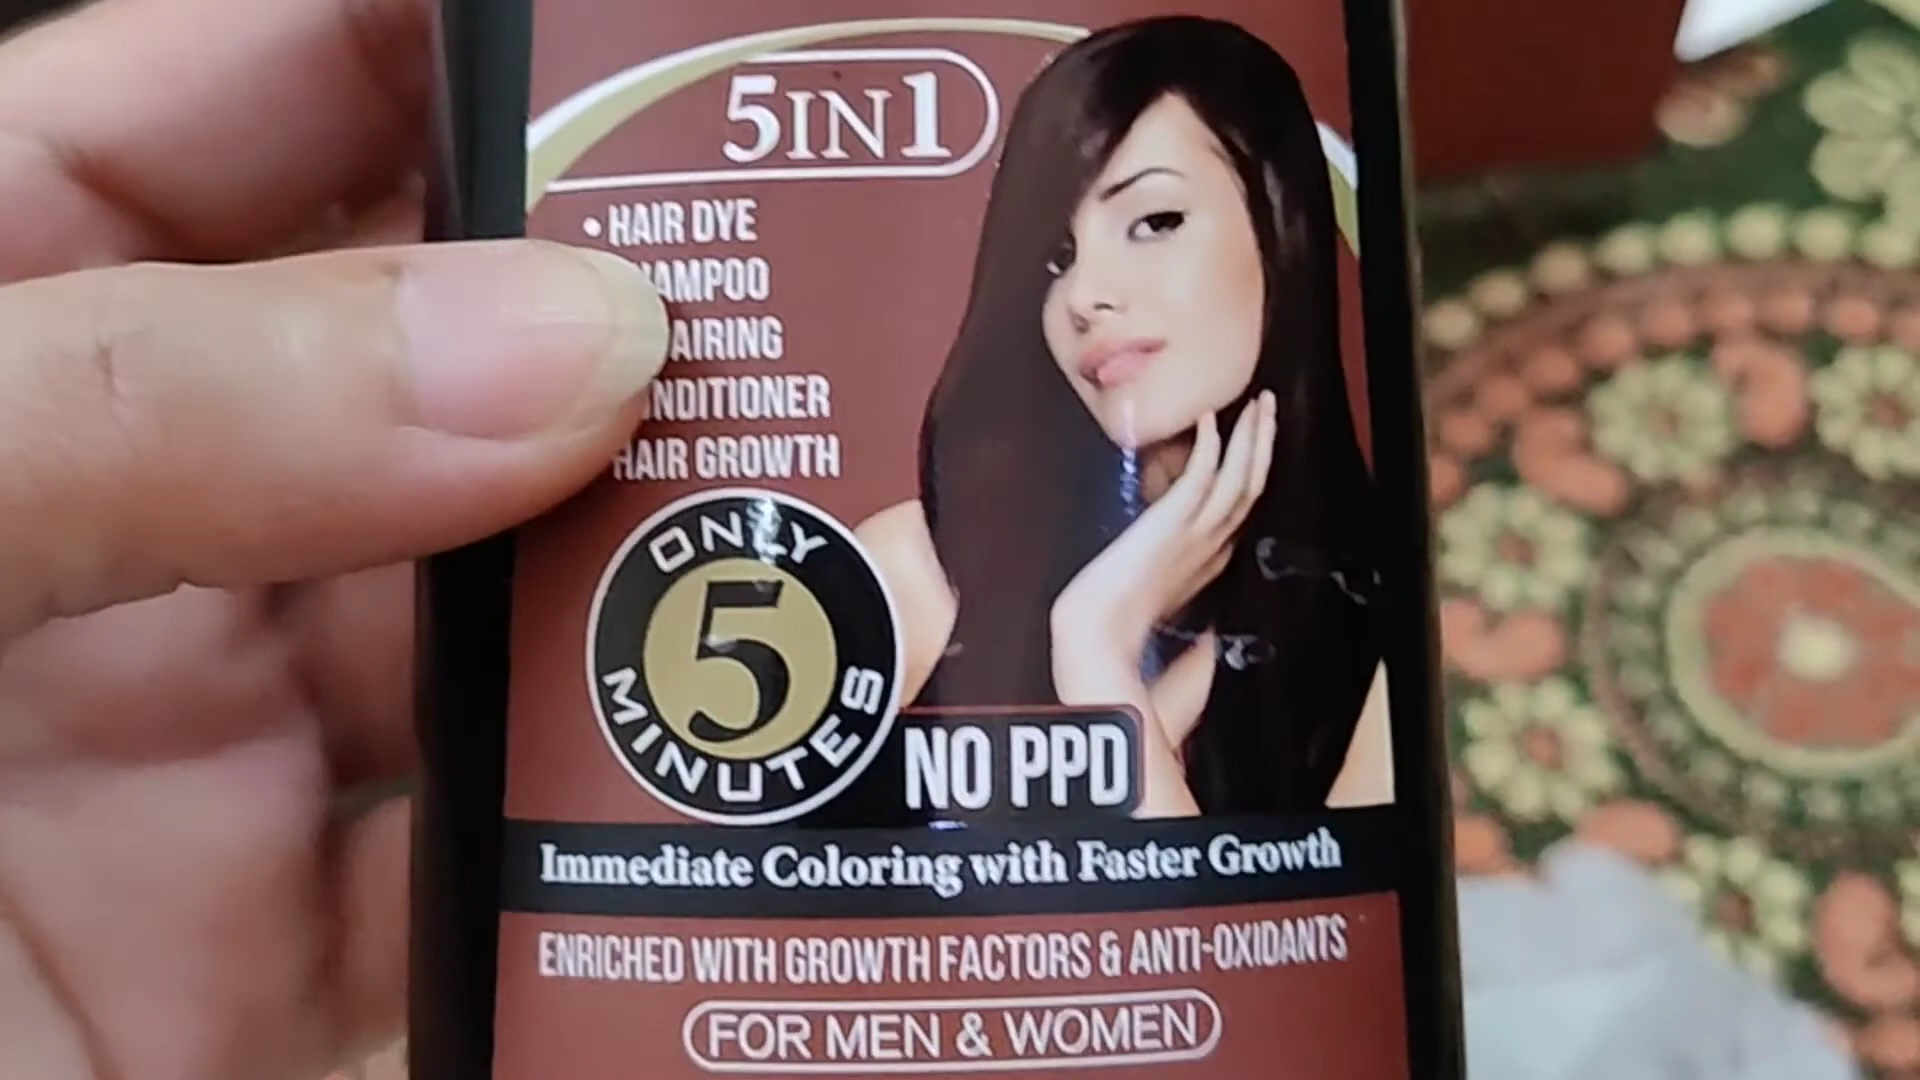 5IN1
• HAIR DYE
AMPOO
AIRING
NDITIONER
HAIR GROWTH
ONLY
5
MINUTES
NO PPD
Immediate Coloring with Faster Growth
ENRICHED WITH GROWTH FACTORS & ANTI-OXIDANTS
FOR MEN & WOMEN